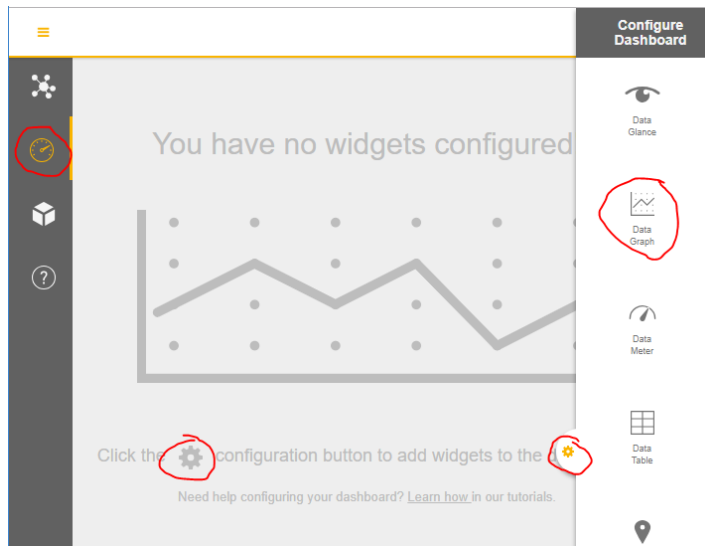 Configure
Dashboard
You have no widgets configured
Data
Glance
Data
Graph
Data
Meter
Data
Table
Click the configuration button to add widgets to the
Need help configuring your dashboard? Learn how in our tutorials.